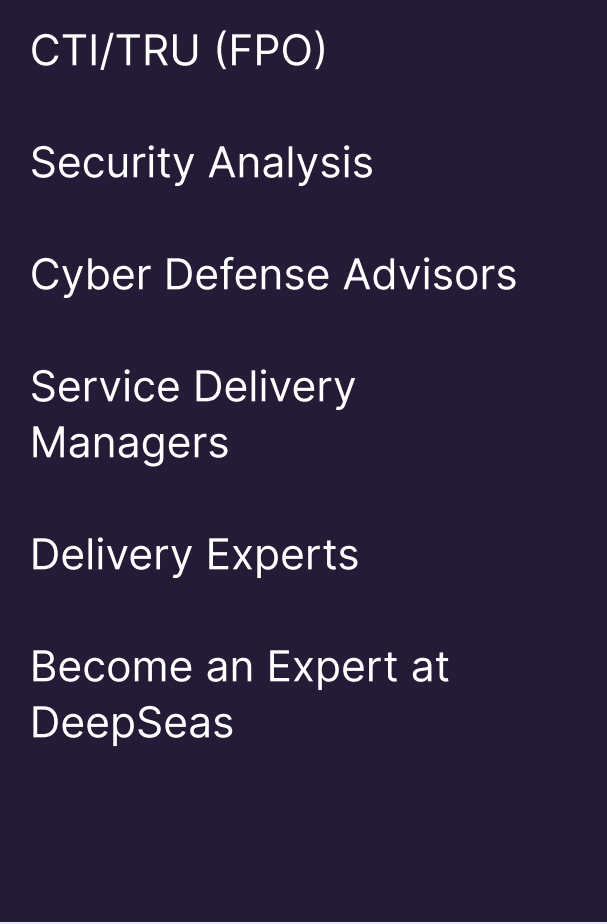 CTI/TRU (FPO)
Security Analysis
Cyber Defense Advisors
Service Delivery
Managers
Delivery Experts
Become an Expert at
DeepSeas